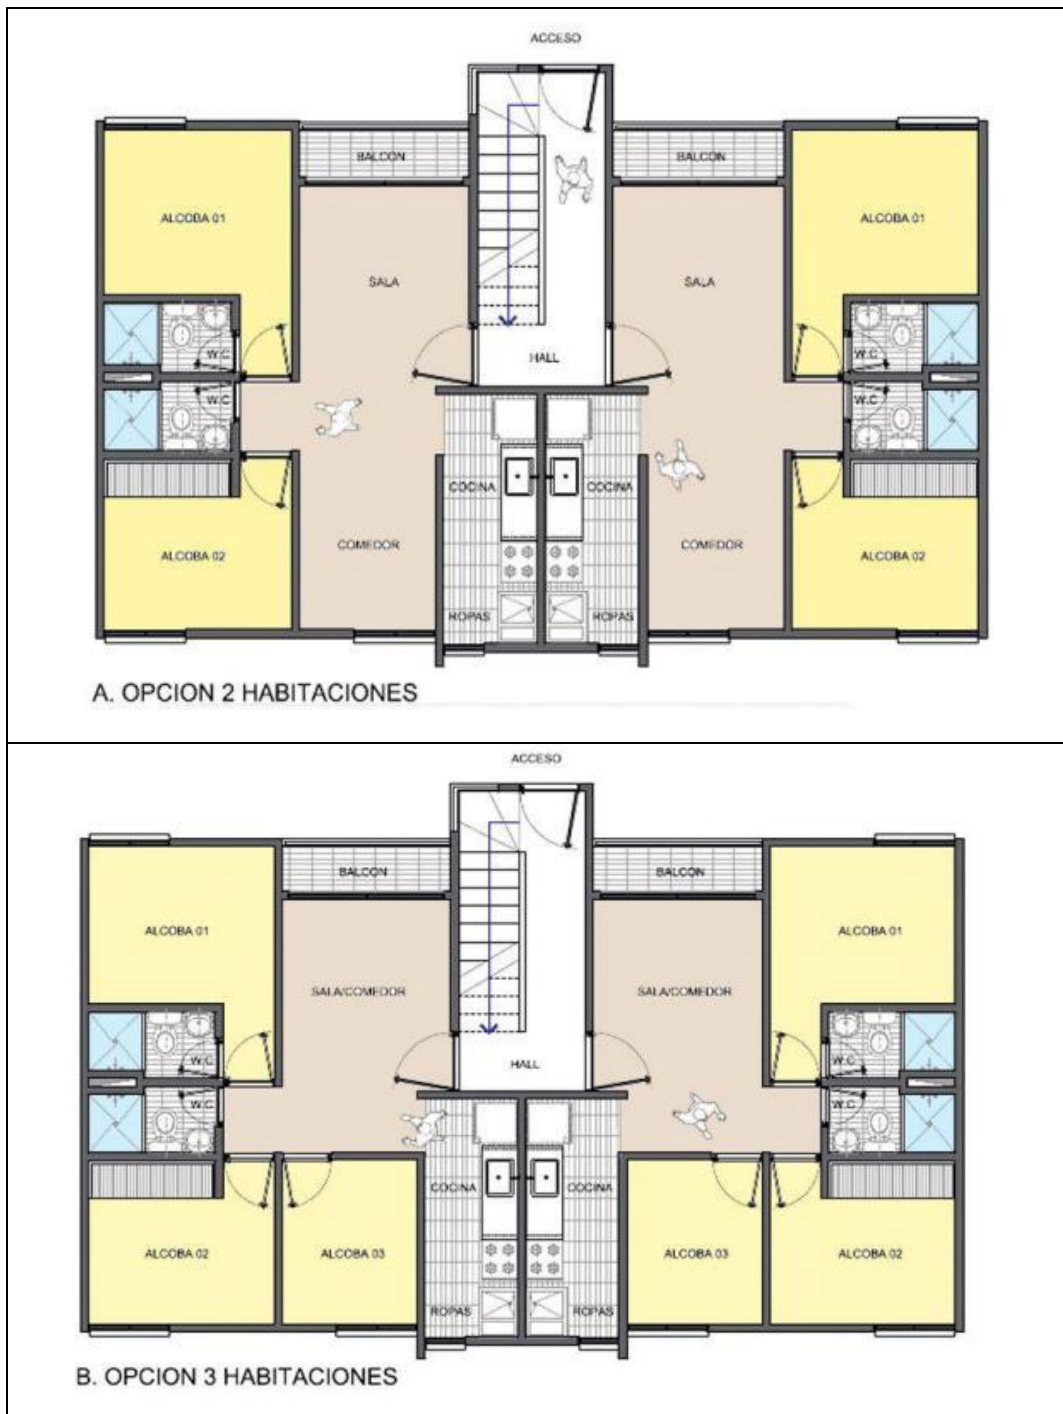 ACCESO
BALCON
BALCON
ALCOBA 01
ALCOBA 01
SALA
SALA
HALL
W.C
W.C
W.C
W.C
COCINA
COCINA
COMEDOR
COMEDOR
ALCOBA 02
ALCOBA 02
ROPAS
ROPAS
A. OPCION 2 HABITACIONES
ACCESO
BALCON
BALCON
ALCOBA 01
ALCOBA 01
SALA/COMEDOR
SALA/COMEDOR
HALL
W.C
W.C
W.C
W.C
COCINA
COCINA
ALCOBA 02
ALCOBA 03
ALCOBA 03
ALCOBA 02
ROPAS
ROPAS
B. OPCION 3 HABITACIONES